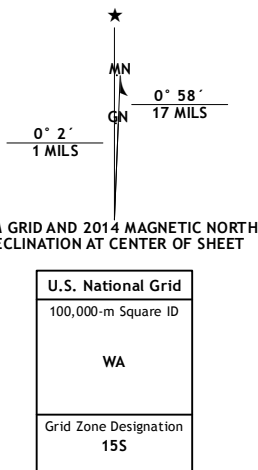 ★
MN
GN
0° 58´
17 MILS
0° 2´
1 MILS
GRID AND 2014 MAGNETIC NORTH
AT CENTER OF SHEET
U.S. National Grid
100,000-m Square ID
WA
Grid Zone Designation
15S